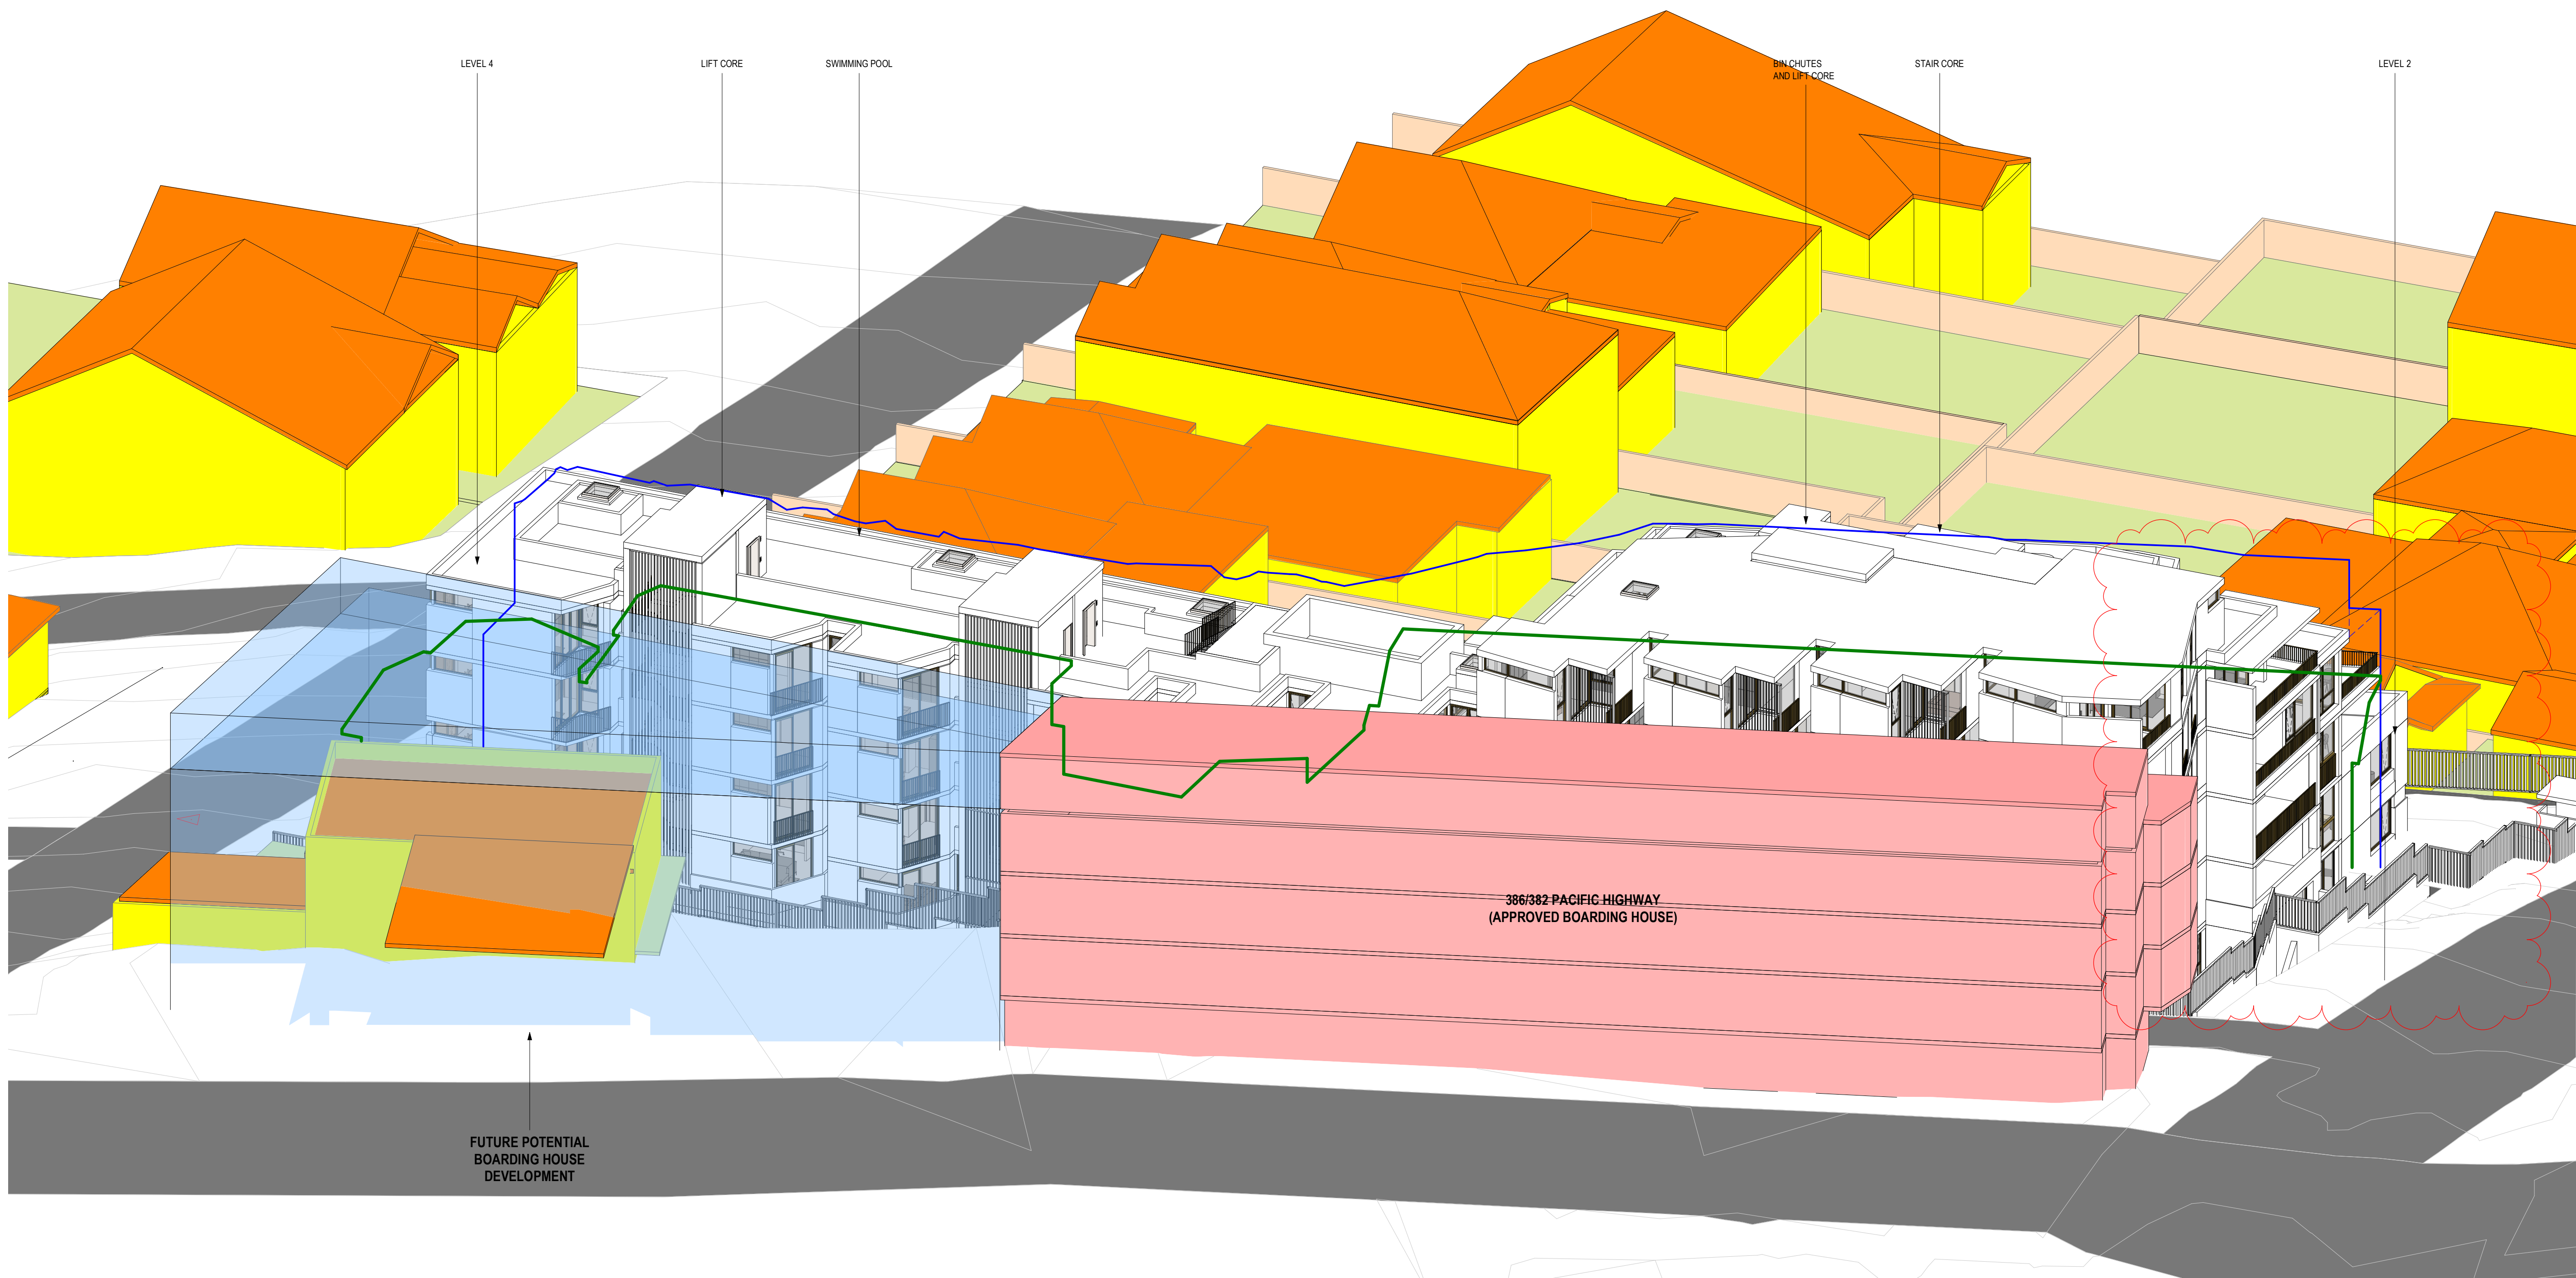 LEVEL 4
LIFT CORE
SWIMMING POOL
BIN CHUTES
AND LIFT CORE
STAIR CORE
LEVEL 2
386/382 PACIFIC HIGHWAY
(APPROVED BOARDING HOUSE)
FUTURE POTENTIAL
BOARDING HOUSE
DEVELOPMENT